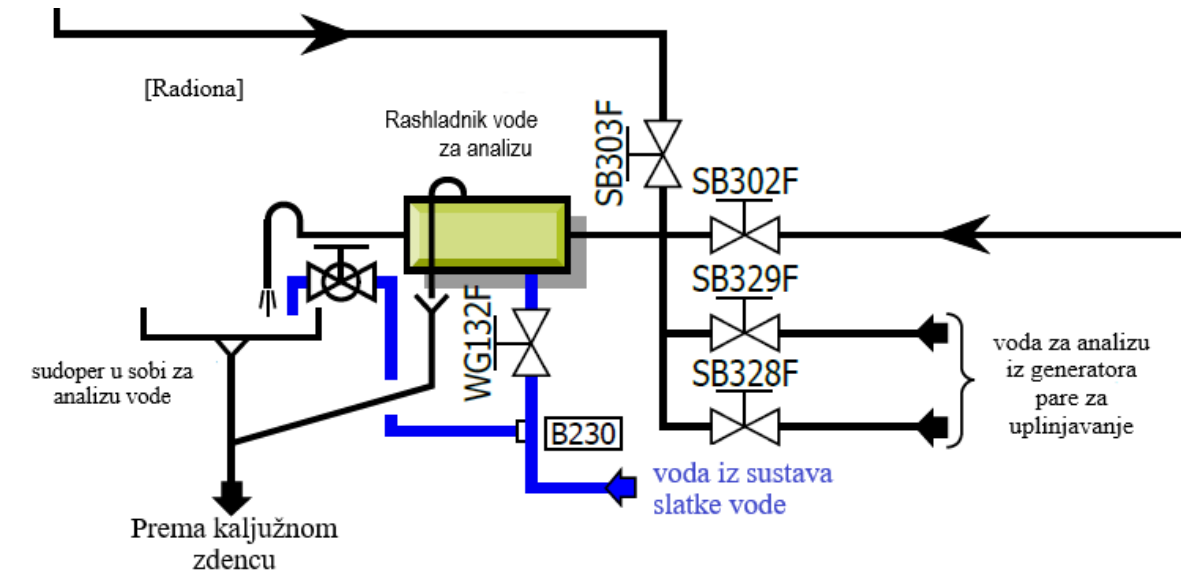 [Radiona]
Rashladnik vode
za analizu
SB303F
SB302F
SB329F
SB328F
WG132F
B230
sudoper u sobi za
analizu vode
voda za analizu
iz generatora
pare za
uplinjavanje
voda iz sustava
slatke vode
Prema kaljužnom
zdencu